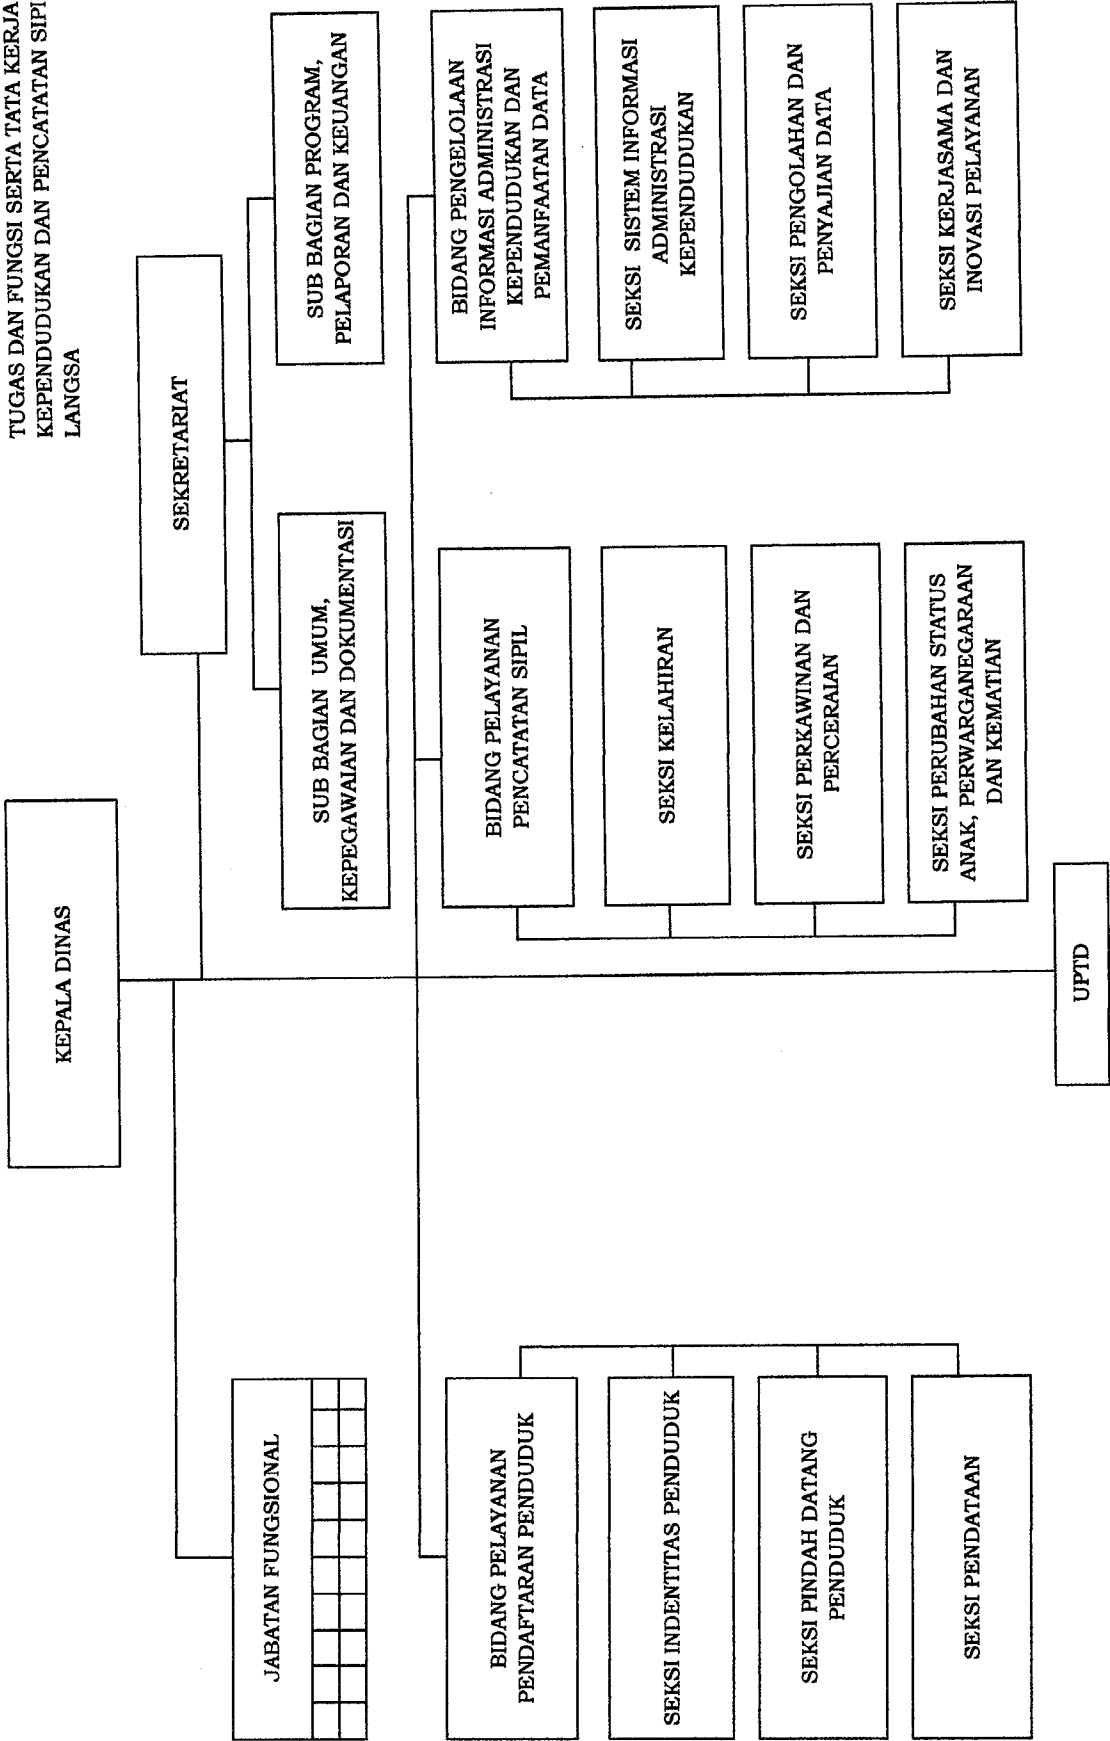 TUGAS DAN FUNGSI SERTA TATA KERJA
KEPENDUDUKAN DAN PENCATATAN SIPI
LANGSA
KEPALA DINAS
SEKRETARIAT
JABATAN FUNGSIONAL
SUB BAGIAN UMUM,
KEPEGAWAIAN DAN DOKUMENTASI
SUB BAGIAN PROGRAM,
PELAPORAN DAN KEUANGAN
BIDANG PELAYANAN
PENDAFTARAN PENDUDUK
SEKSI INDENTITAS PENDUDUK
SEKSI PINDAH DATANG
PENDUDUK
SEKSI PENDATAAN
BIDANG PELAYANAN
PENCATATAN SIPIL
SEKSI KELAHIRAN
SEKSI PERKAWINAN DAN
PERCERAIAN
SEKSI PERUBAHAN STATUS
ANAK, PERWARGANEGARAAN
DAN KEMATIAN
BIDANG PENGELOLAAN
INFORMASI ADMINISTRASI
KEPENDUDUKAN DAN
PEMANFAATAN DATA
SEKSI SISTEM INFORMASI
ADMINISTRASI
KEPENDUDUKAN
SEKSI PENGOLAHAN DAN
PENYAJIAN DATA
SEKSI KERJASAMA DAN
INOVASI PELAYANAN
UPTD